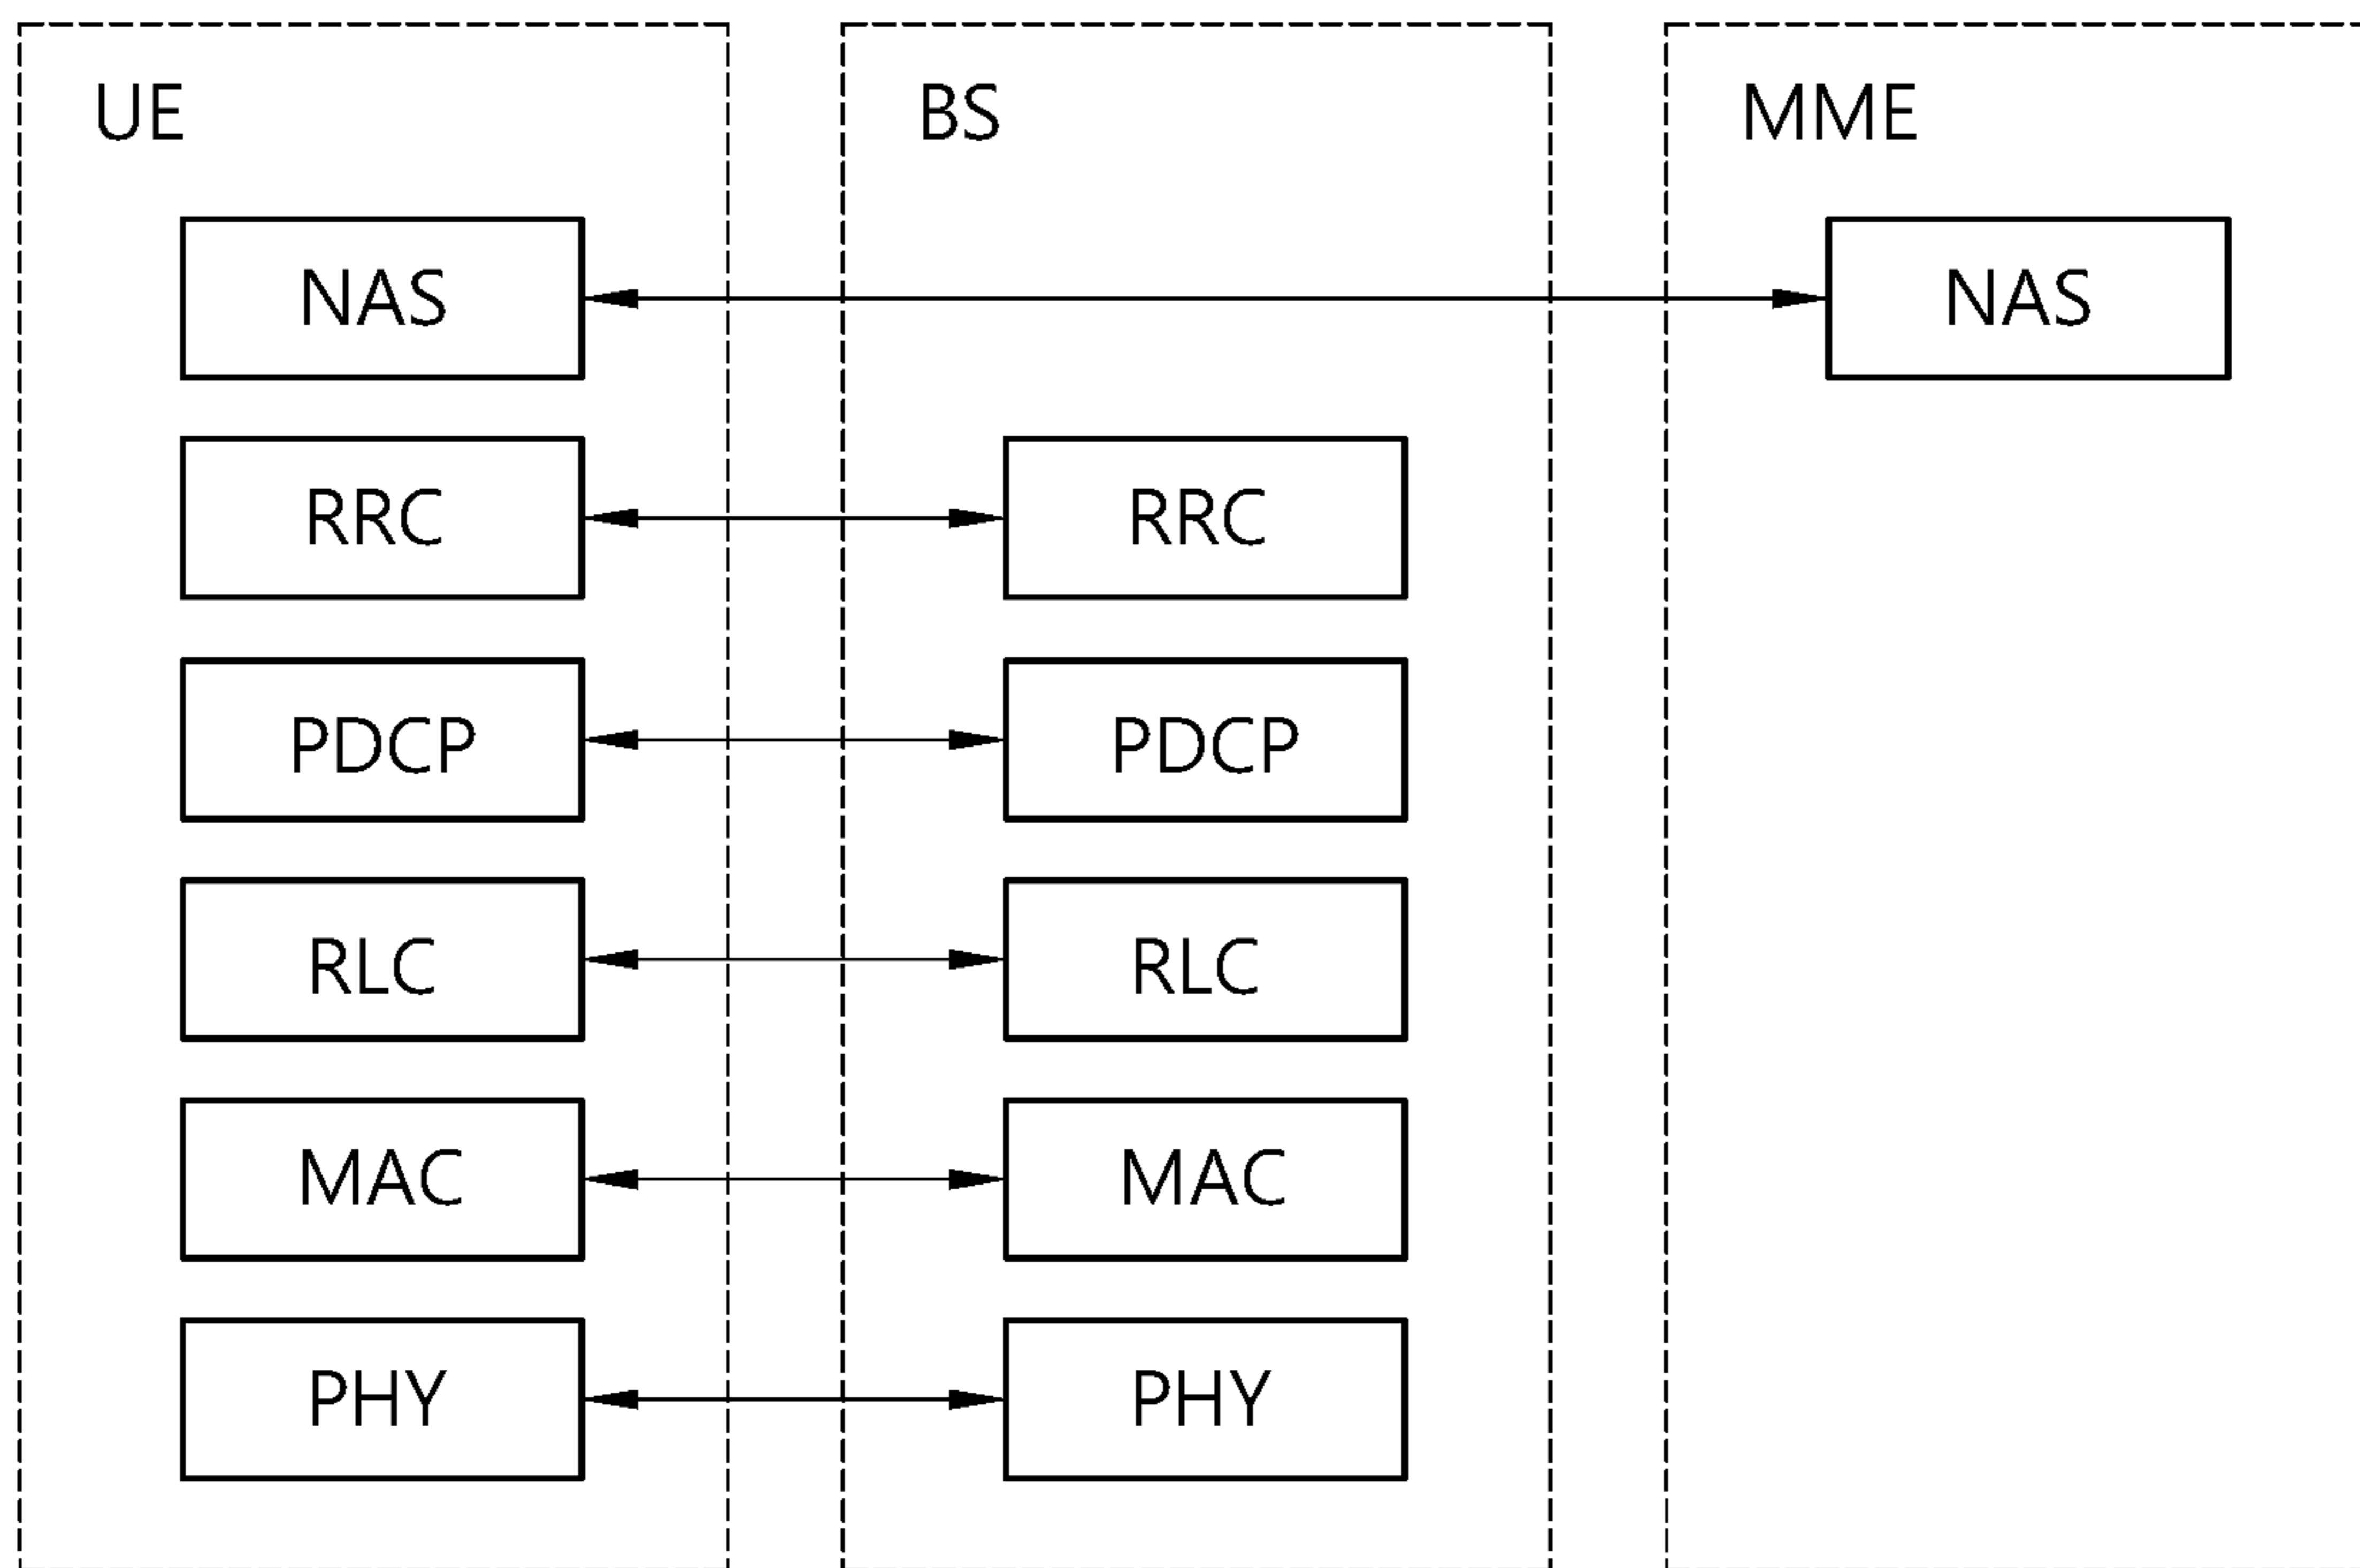 UE
BS
MME
NAS
NAS
RRC
RRC
PDCP
PDCP
RLC
RLC
MAC
MAC
PHY
PHY